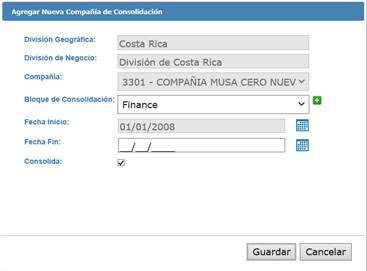 Agregar Nueva Compañía de Consolidación
División Geográfica: Costa Rica
División de Negocio: División de Costa Rica
Compañía: 3301 - COMPAÑIA MUSA CERO NUEV
Bloque de Consolidación: Finance
Fecha Inicio: 01/01/2008
Fecha Fin: __/__/____
Consolida:
Guardar Cancelar